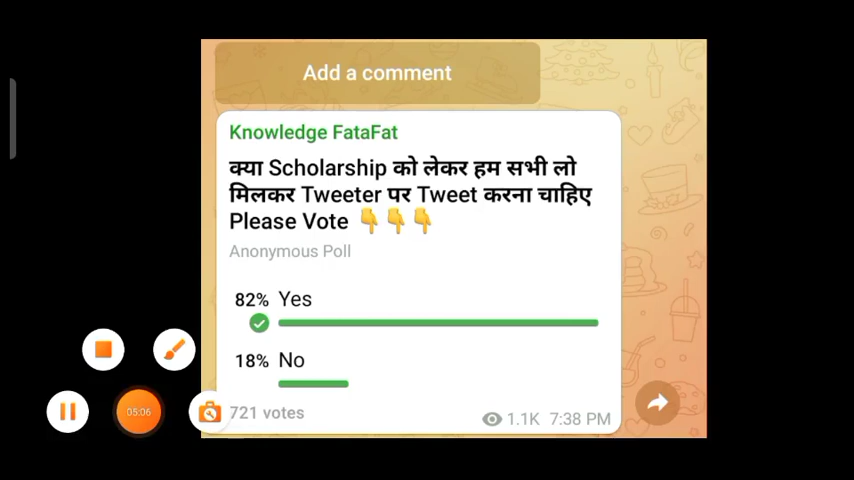 Add a comment
Knowledge FataFat
क्या Scholarship को लेकर हम सभी लो
मिलकर Tweeter पर Tweet करना चाहिए
Please Vote 👇👇👇
Anonymous Poll
82% Yes
18% No
721 votes
1.1K 7:38 PM
05:06